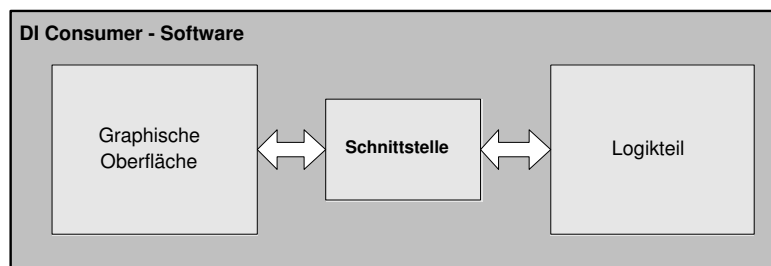 DI Consumer - Software
Graphische
Oberfläche
Schnittstelle
Logikteil